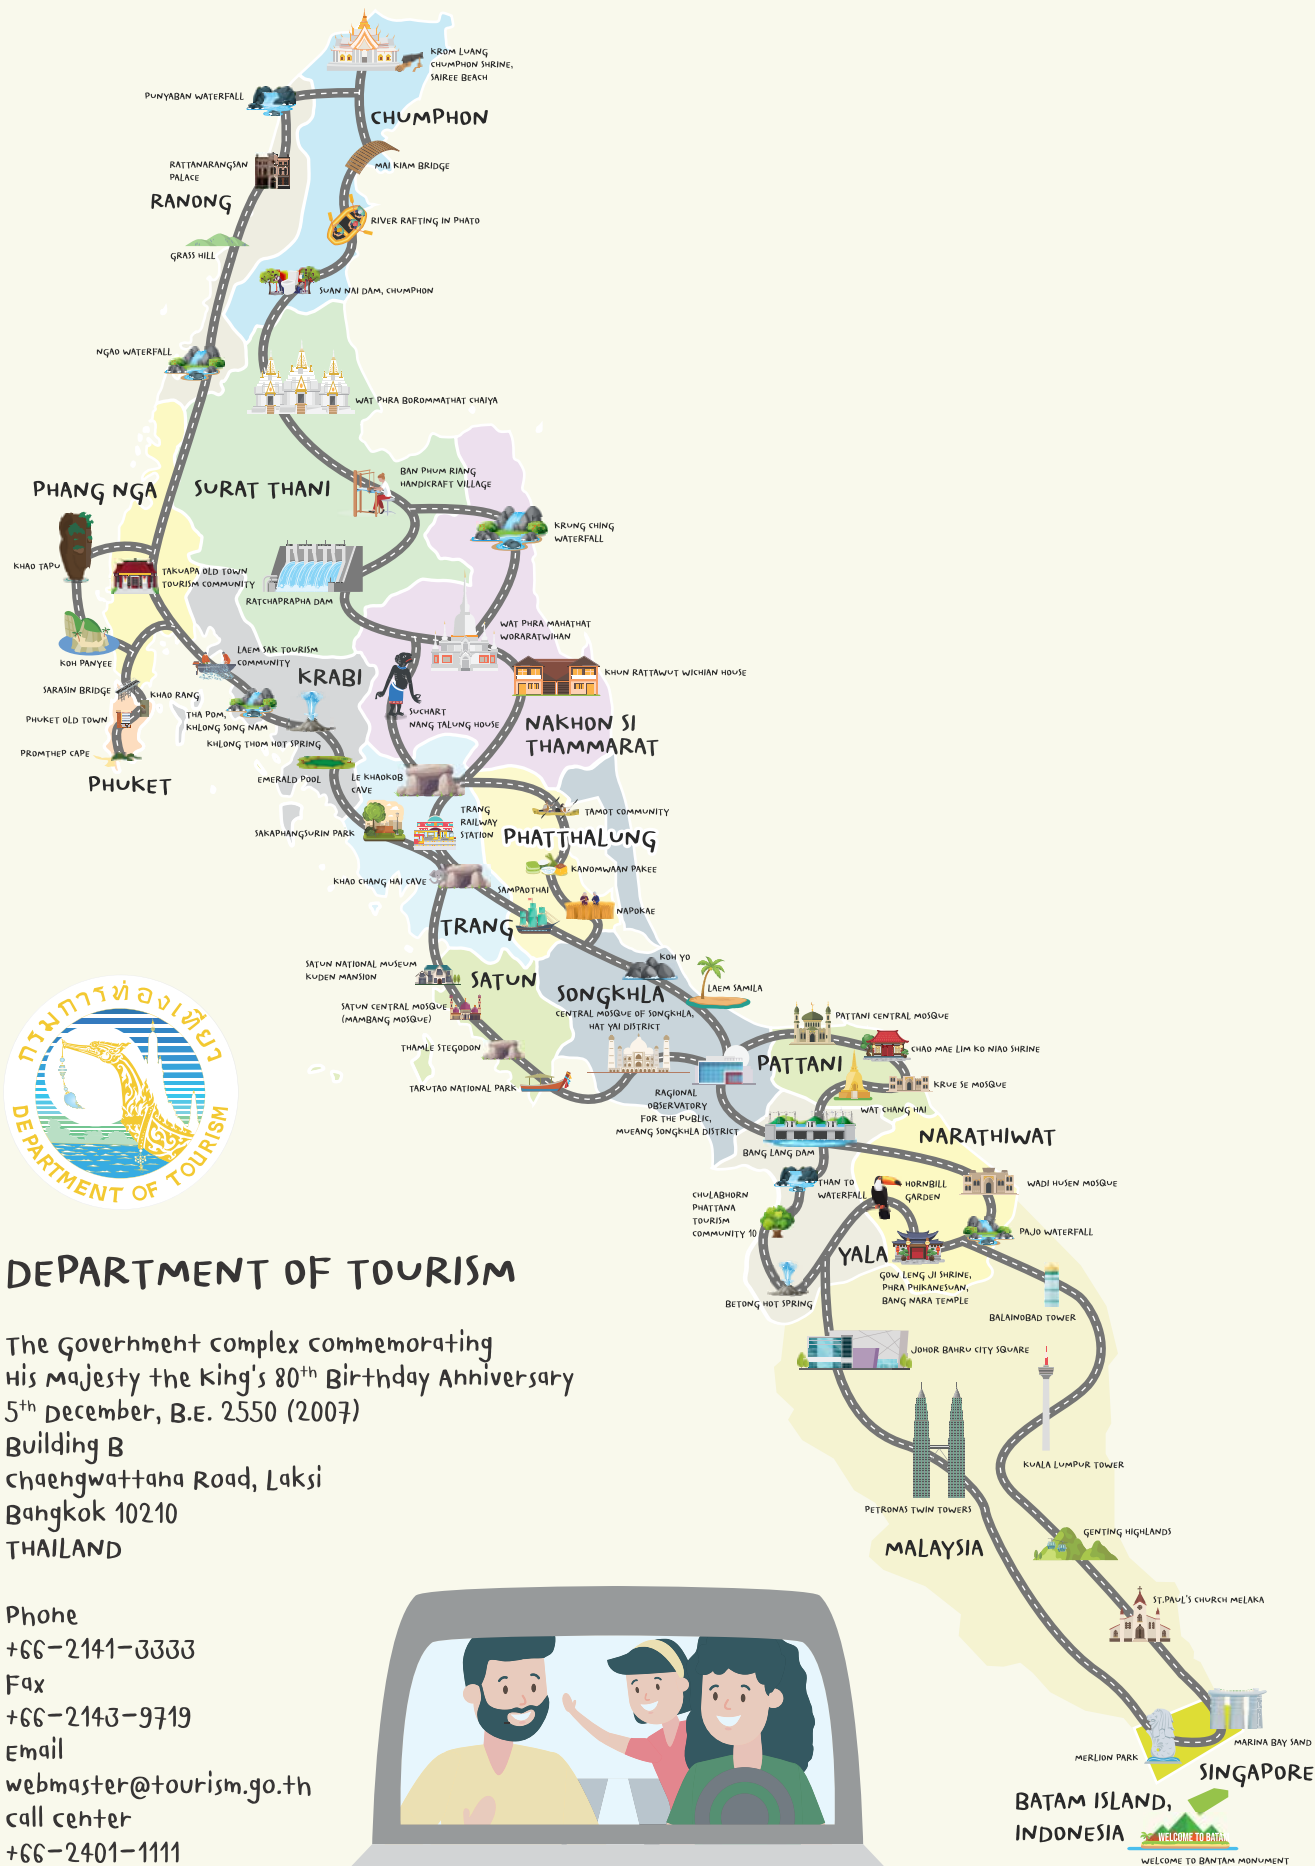 KROM LUANG
CHUMPHON SHRINE,
SAIREE BEACH
PUNYABAN WATERFALL
CHUMPHON
RATTANARANGSAN
PALACE
MAI KIAM BRIDGE
RANONG
RIVER RAFTING IN PHATO
GRASS HILL
SUAN NAI DAM, CHUMPHON
NGAO WATERFALL
WAT PHRA BOROMMATHAT CHAIYA
PHANG NGA
SURAT THANI
BAN PHUM RIANG
HANDICRAFT VILLAGE
KRUNG CHING
WATERFALL
KHAO TAPU
TAKUAPA OLD TOWN
TOURISM COMMUNITY
RATCHAPRAPHA DAM
WAT PHRA MAHATHAT
WORARATWIHAN
KOH PANYEE
LAEM SAK TOURISM
COMMUNITY
KRABI
KHUN RATTAWUT WICHIAN HOUSE
SARASIN BRIDGE
KHAO RANG
PHUKET OLD TOWN
THA POM,
KHLONG SONG NAM
SUCHART
NANG TALUNG HOUSE
NAKHON SI
THAMMARAT
KHLONG THOM HOT SPRING
PROMTHEP CAPE
PHUKET
EMERALD POOL
LE KHAOKOB
CAVE
TRANG
RAILWAY
STATION
TAMOT COMMUNITY
SAKAPHANGSURIN PARK
PHATTHALUNG
KANOMWAAN PAKEE
KHAO CHANG HAI CAVE
SAMPAOTHAI
NAPOKAE
TRANG
SATUN NATIONAL MUSEUM
KUDEN MANSION
SATUN
KOH YO
LAEM SAMILA
SONGKHLA
SATUN CENTRAL MOSQUE
(MAMBANG MOSQUE)
CENTRAL MOSQUE OF SONGKHLA,
HAT YAI DISTRICT
PATTANI CENTRAL MOSQUE
THAMLE STEGODON
CHAO MAE LIM KO NIAO SHRINE
PATTANI
TARUTAO NATIONAL PARK
KRUE SE MOSQUE
RAGIONAL
OBSERVATORY
FOR THE PUBLIC,
MUEANG SONGKHLA DISTRICT
WAT CHANG HAI
NARATHIWAT
BANG LANG DAM
THAN TO
WATERFALL
HORNBILL
GARDEN
WADI HUSEN MOSQUE
CHULABHORN
PHATTANA
TOURISM
COMMUNITY 10
PAJO WATERFALL
YALA
GOW LENG JI SHRINE,
PHRA PHIKANESUAN,
BANG NARA TEMPLE
BETONG HOT SPRING
BALAINOBAD TOWER
JOHOR BAHRU CITY SQUARE
KUALA LUMPUR TOWER
PETRONAS TWIN TOWERS
GENTING HIGHLANDS
MALAYSIA
ST.PAUL'S CHURCH MELAKA
MARINA BAY SAND
MERLION PARK
SINGAPORE
BATAM ISLAND,
INDONESIA
WELCOME TO BATAM
WELCOME TO BANTAM MONUMENT
กรมการท่องเที่ยว
DEPARTMENT OF TOURISM
DEPARTMENT OF TOURISM
The Government Complex Commemorating
His Majesty the King's 80th Birthday Anniversary
5th December, B.E. 2550 (2007)
Building B
Chaengwattana Road, Laksi
Bangkok 10210
THAILAND
Phone
+66-2141-3333
Fax
+66-2143-9719
Email
webmaster@tourism.go.th
Call Center
+66-2401-1111